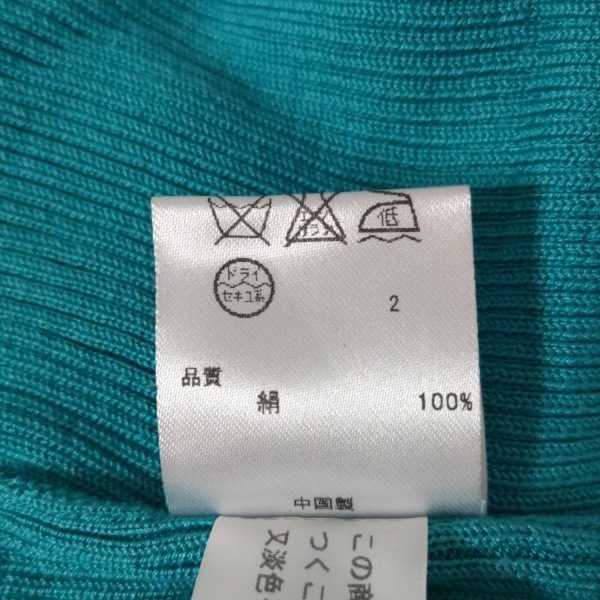 低
ドライ
セキユ系
2
品質
絹 100%
中国製
この商
つくこ
又淡色